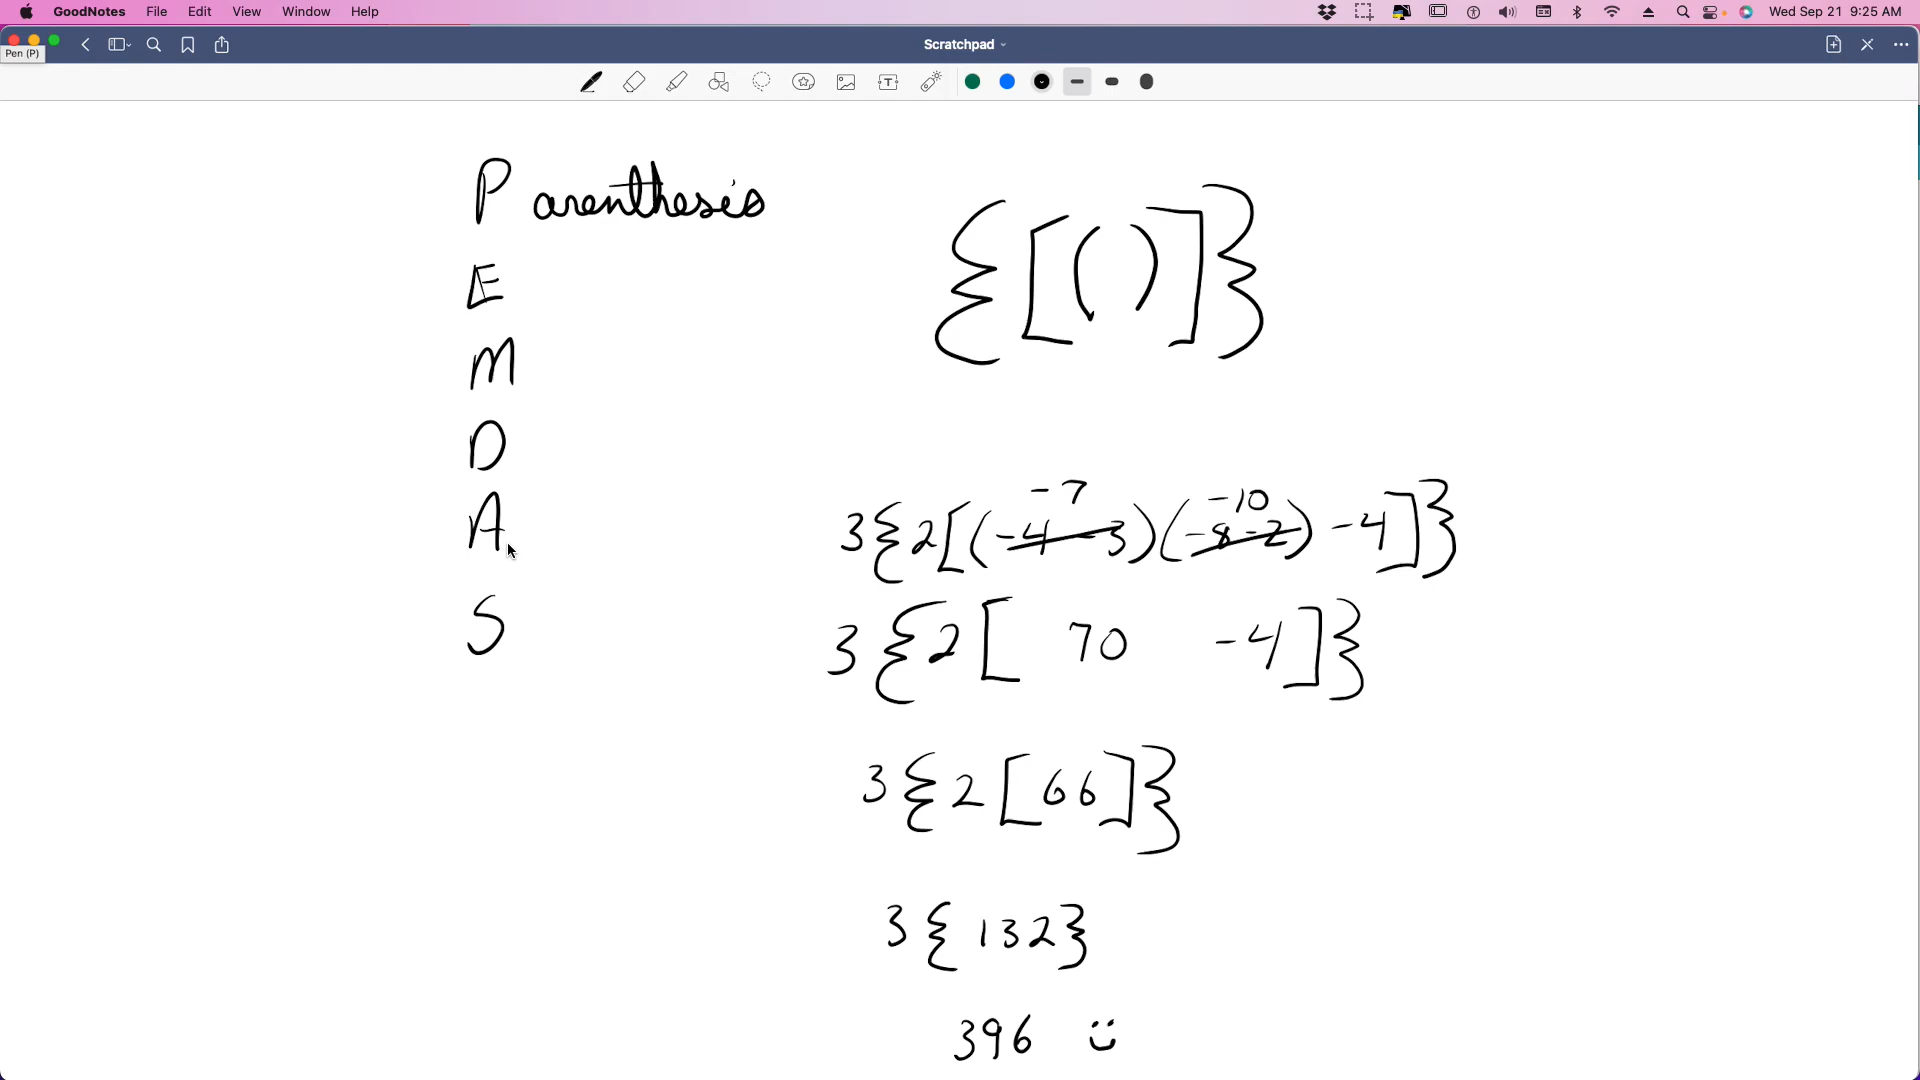 GoodNotes File Edit View Window Help Wed Sep 21 9:25 AM
Pen (P)
Scratchpad
T
Parenthesis
E
M
D
A
S
{[( )]}
-7 -10
3{2[(-4-3)(-8-2)-4]}
3{2[ 70 -4]}
3{2[66]}
3{132}
396